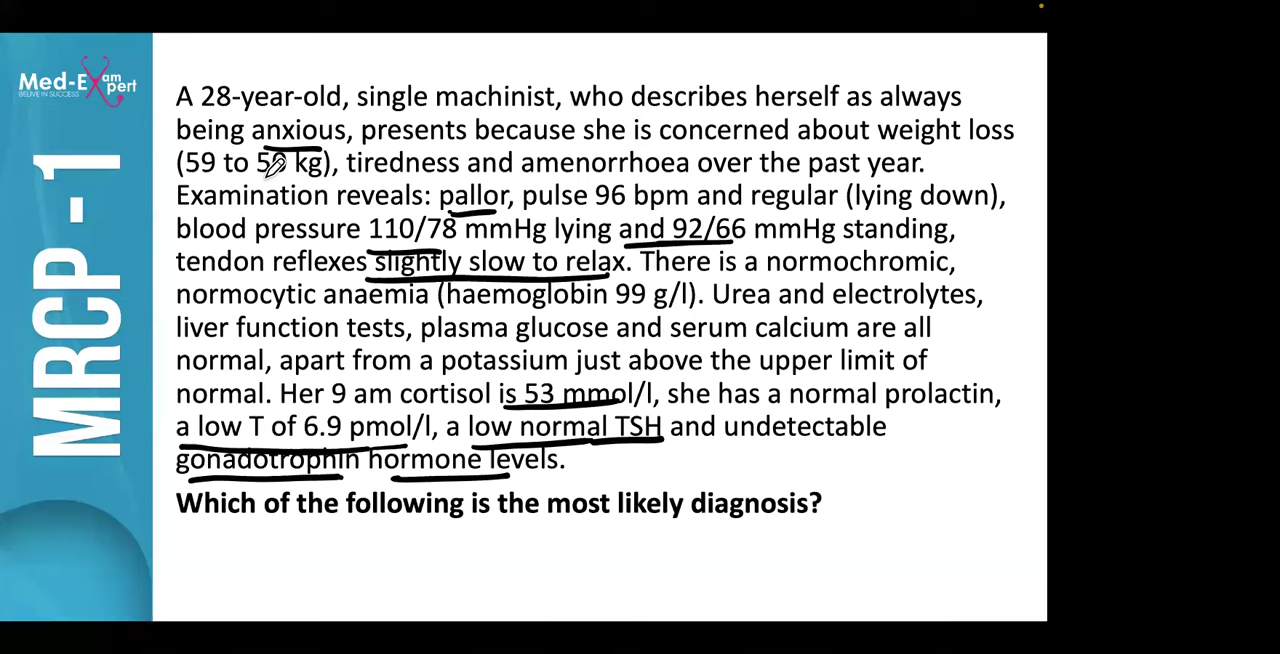 Med-Exam
Expert
BELIVE IN SUCCESS
MRCP - 1
A 28-year-old, single machinist, who describes herself as always
being anxious, presents because she is concerned about weight loss
(59 to kg), tiredness and amenorrhoea over the past year.
Examination reveals: pallor, pulse 96 bpm and regular (lying down),
blood pressure 110/78 mmHg lying and 92/66 mmHg standing,
tendon reflexes slightly slow to relax. There is a normochromic,
normocytic anaemia (haemoglobin 99 g/l). Urea and electrolytes,
liver function tests, plasma glucose and serum calcium are all
normal, apart from a potassium just above the upper limit of
normal. Her 9 am cortisol is 53 mmol/l, she has a normal prolactin,
a low T of 6.9 pmol/l, a low normal TSH and undetectable
gonadotrophin hormone levels.
Which of the following is the most likely diagnosis?